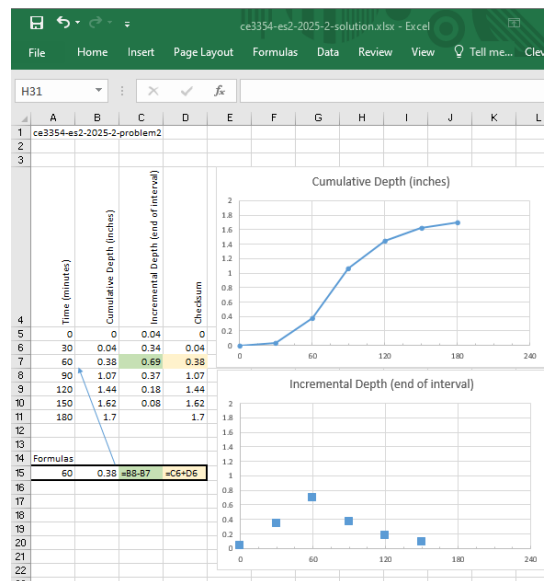 ce3354-es2-2025-2-solution.xlsx - Excel
File Home Insert Page Layout Formulas Data Review View Tell me... Clev
H31 fx
A B C D E F G H I J K L
1 ce3354-es2-2025-2-problem2
2
3
4 Time (minutes) Cumulative Depth (inches) Incremental Depth (end of interval) Checksum
5 0 0 0.04 0
6 30 0.04 0.34 0.04
7 60 0.38 0.69 0.38
8 90 1.07 0.37 1.07
9 120 1.44 0.18 1.44
10 150 1.62 0.08 1.62
11 180 1.7 1.7
12
13
14 Formulas
15 60 0.38 =B8-B7 =C6+D6
16
17
18
19
20
21
22
Cumulative Depth (inches)
2
1.8
1.6
1.4
1.2
1
0.8
0.6
0.4
0.2
0
0 60 120 180 240
Incremental Depth (end of interval)
2
1.8
1.6
1.4
1.2
1
0.8
0.6
0.4
0.2
0
0 60 120 180 240